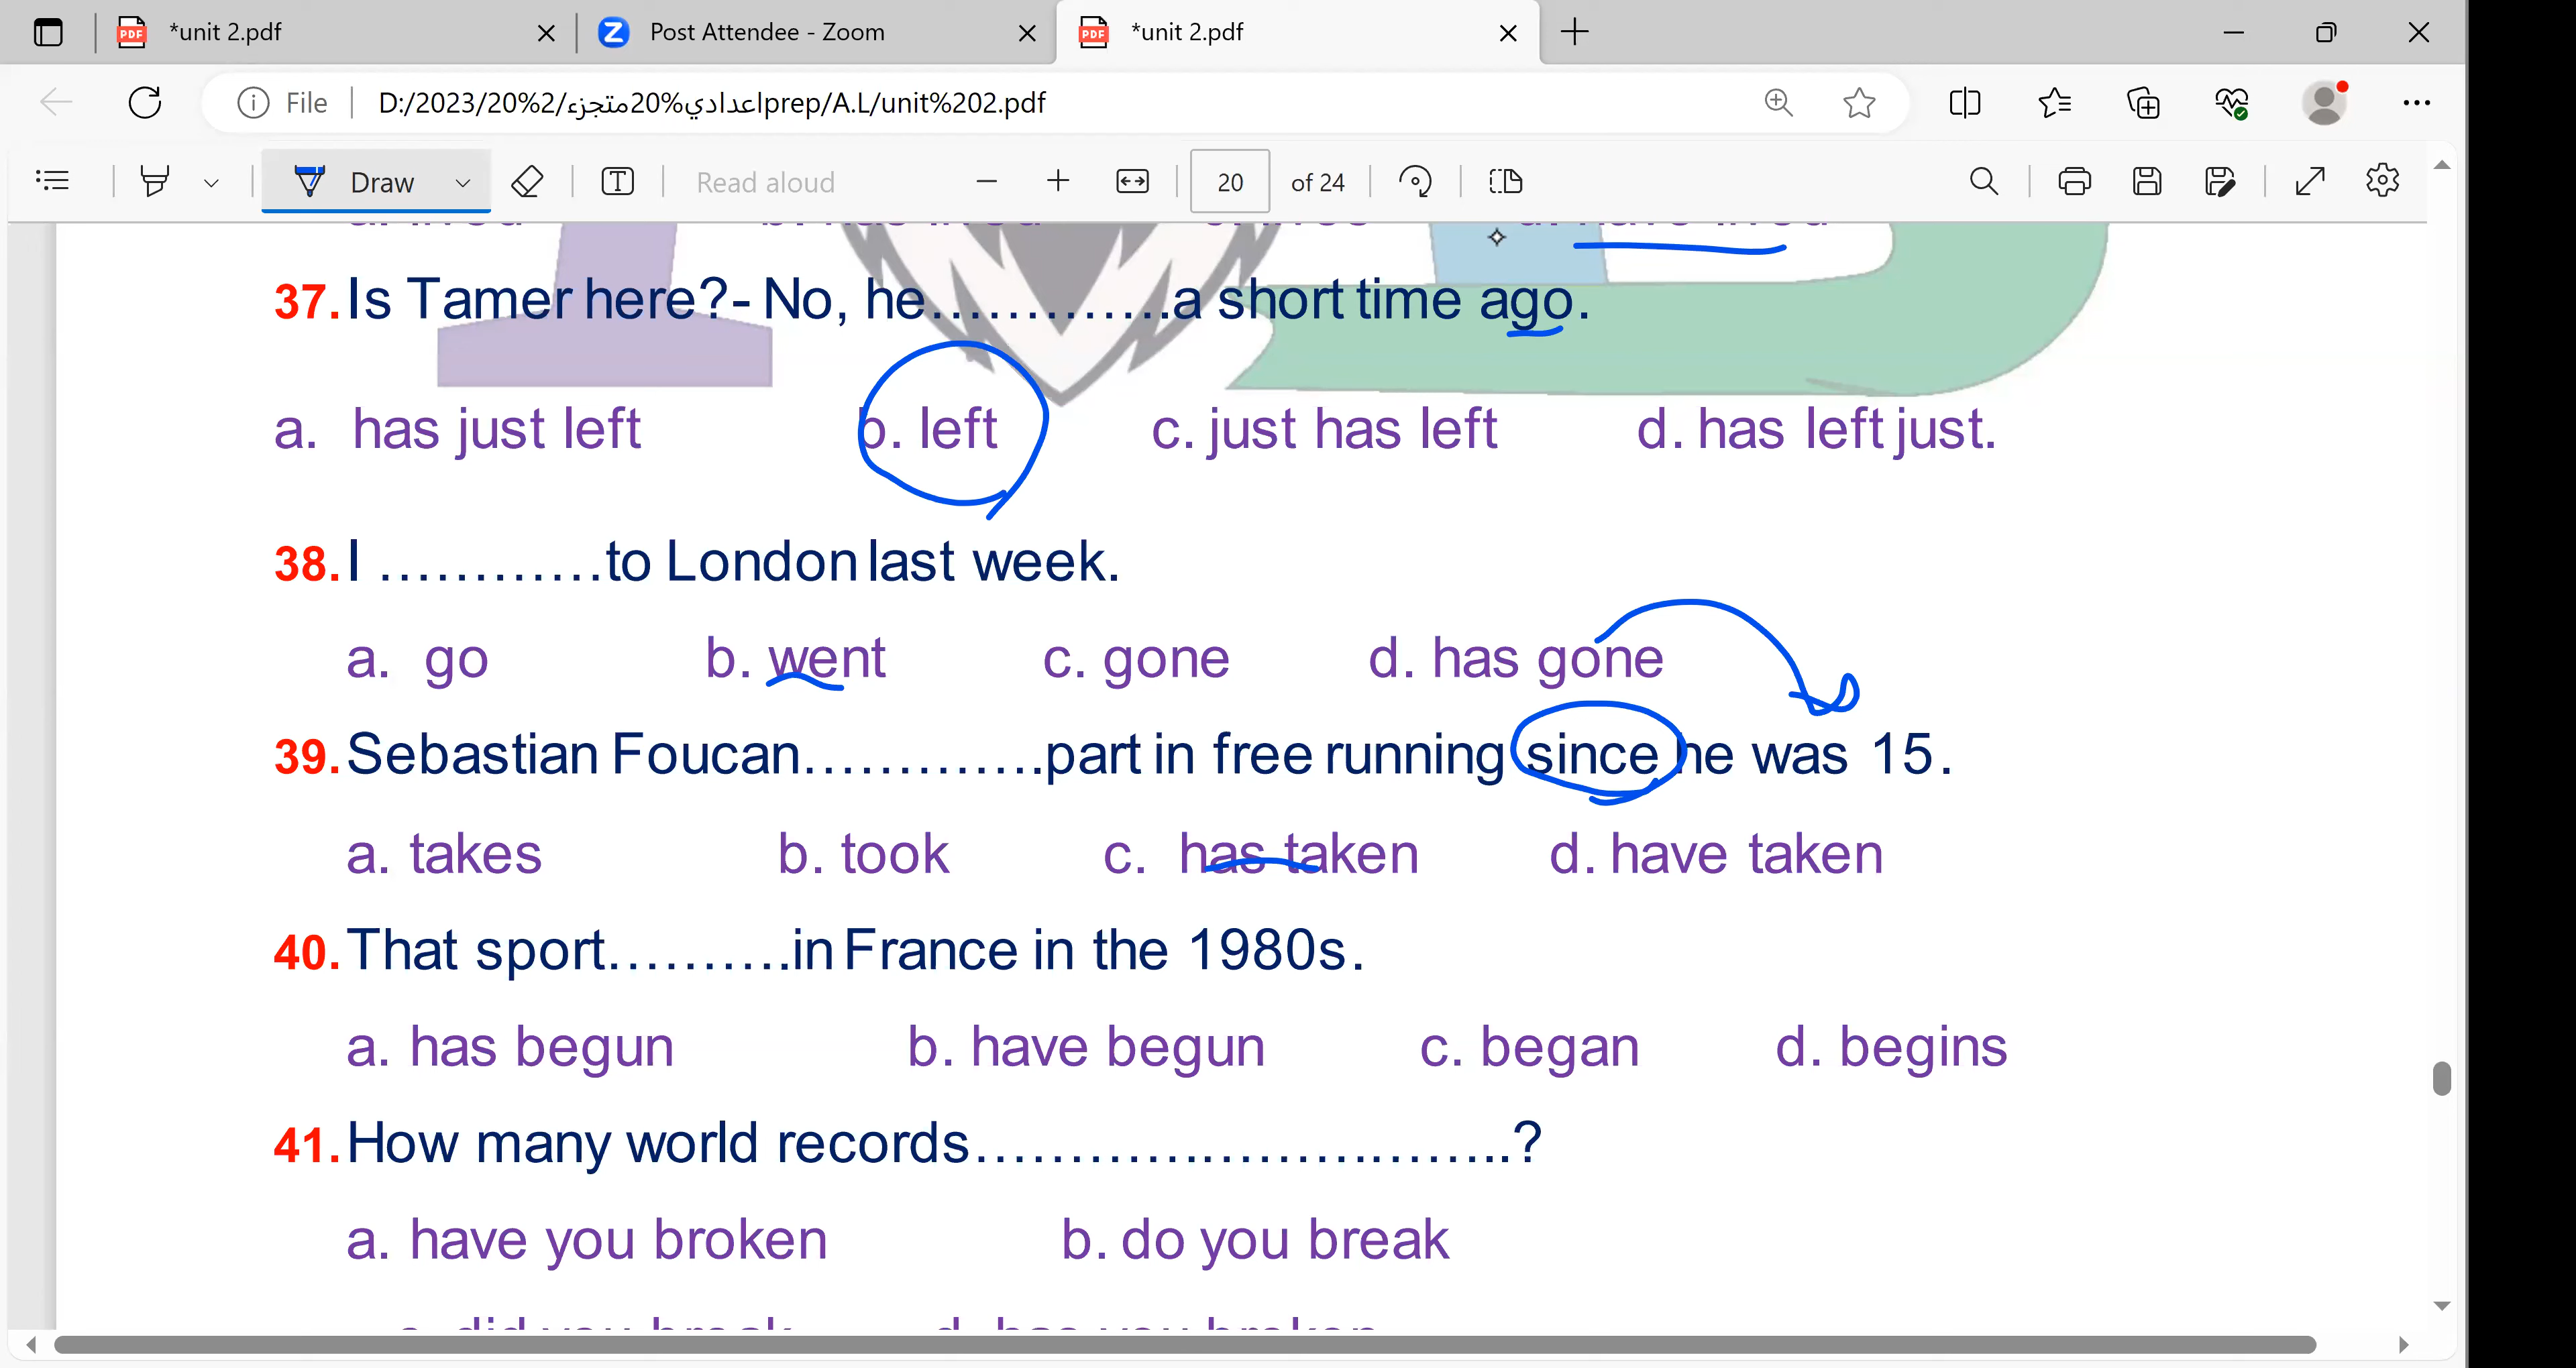 *unit 2.pdf
Post Attendee - Zoom
*unit 2.pdf
File
D:/2023/20%2/اعدادي%20متجزء/prep/A.L/unit%202.pdf
Draw
Read aloud
20 of 24
37. Is Tamer here?- No, he.............a short time ago.
a. has just left b. left c. just has left d. has left just.
38. I ............to London last week.
a. go b. went c. gone d. has gone
39. Sebastian Foucan.............part in free running since he was 15.
a. takes b. took c. has taken d. have taken
40. That sport..........in France in the 1980s.
a. has begun b. have begun c. began d. begins
41. How many world records.............................?
a. have you broken b. do you break